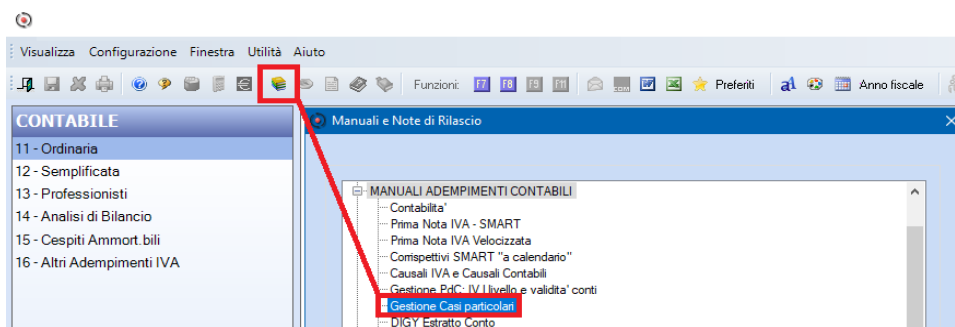 Visualizza Configurazione Finestra Utilità Aiuto
Funzioni: F7 F8 F9 F11 Preferiti aî Anno fiscale
CONTABILE
11 - Ordinaria
12 - Semplificata
13 - Professionisti
14 - Analisi di Bilancio
15 - Cespiti Ammort.bili
16 - Altri Adempimenti IVA
Manuali e Note di Rilascio
MANUALI ADEMPIMENTI CONTABILI
Contabilita'
Prima Nota IVA - SMART
Prima Nota IVA Velocizzata
Corrispettivi SMART "a calendario"
Causali IVA e Causali Contabili
Gestione PdC: IV Livello e validita' conti
Gestione Casi particolari
DIGY Estratto Conto